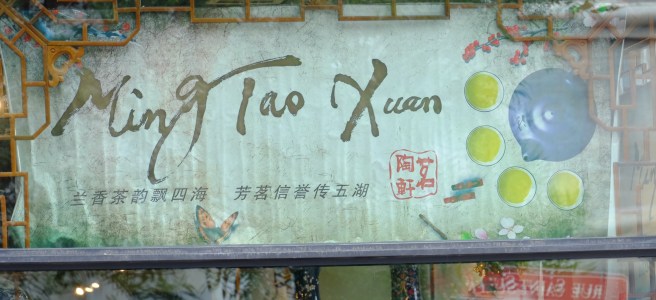 Ming Tao Xuan
兰香茶韵飘四海 芳茗信誉传五湖
茗陶軒